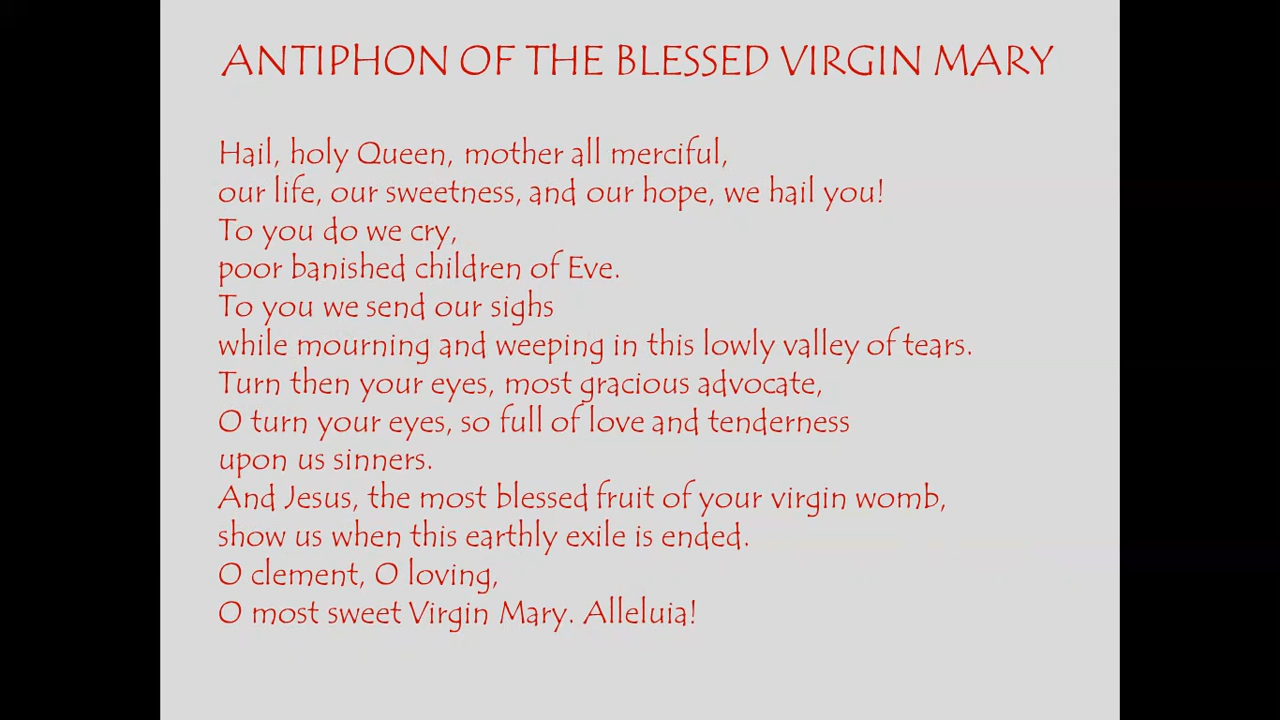 ANTIPHON OF THE BLESSED VIRGIN MARY
Hail, holy Queen, mother all merciful,
our life, our sweetness, and our hope, we hail you!
To you do we cry,
poor banished children of Eve.
To you we send our sighs
while mourning and weeping in this lowly valley of tears.
Turn then your eyes, most gracious advocate,
O turn your eyes, so full of love and tenderness
upon us sinners.
And Jesus, the most blessed fruit of your virgin womb,
show us when this earthly exile is ended.
O clement, O loving,
O most sweet Virgin Mary. Alleluia!